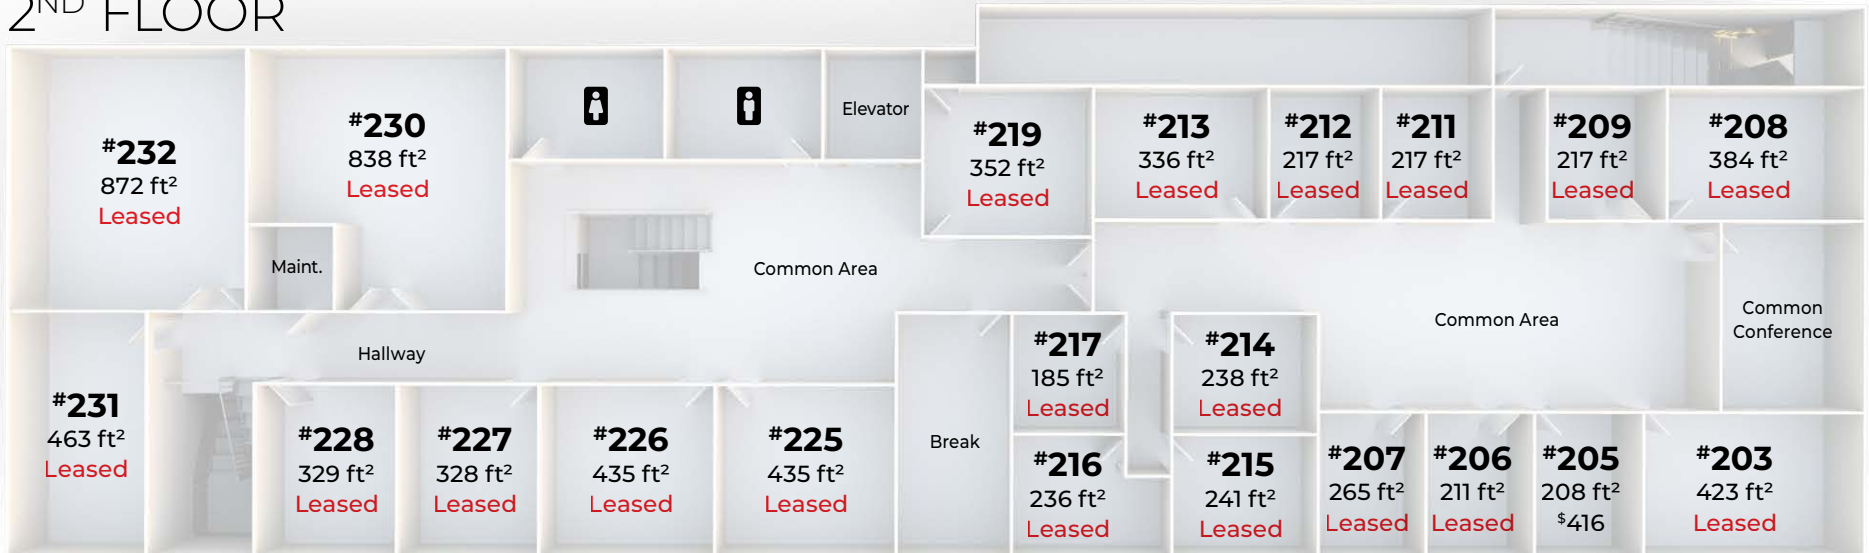 2ND FLOOR
#232
872 ft²
Leased
#230
838 ft²
Leased
Elevator
#219
352 ft²
Leased
#213
336 ft²
Leased
#212
217 ft²
Leased
#211
217 ft²
Leased
#209
217 ft²
Leased
#208
384 ft²
Leased
Maint.
Common Area
Common Area
Common
Conference
Hallway
#231
463 ft²
Leased
#228
329 ft²
Leased
#227
328 ft²
Leased
#226
435 ft²
Leased
#225
435 ft²
Leased
Break
#217
185 ft²
Leased
#214
238 ft²
Leased
#216
236 ft²
Leased
#215
241 ft²
Leased
#207
265 ft²
Leased
#206
211 ft²
Leased
#205
208 ft²
$416
#203
423 ft²
Leased